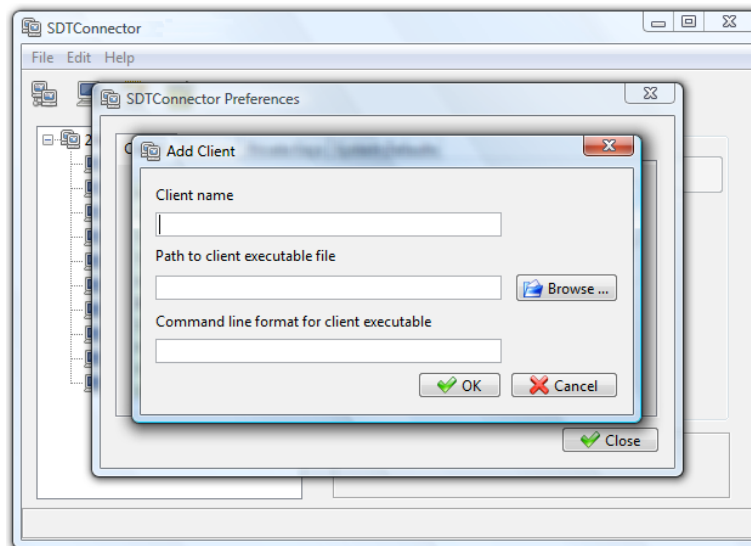 SDTConnector
File Edit Help
SDTConnector Preferences
2
C
Add Client
Client name
Path to client executable file
Browse ...
Command line format for client executable
OK
Cancel
Close